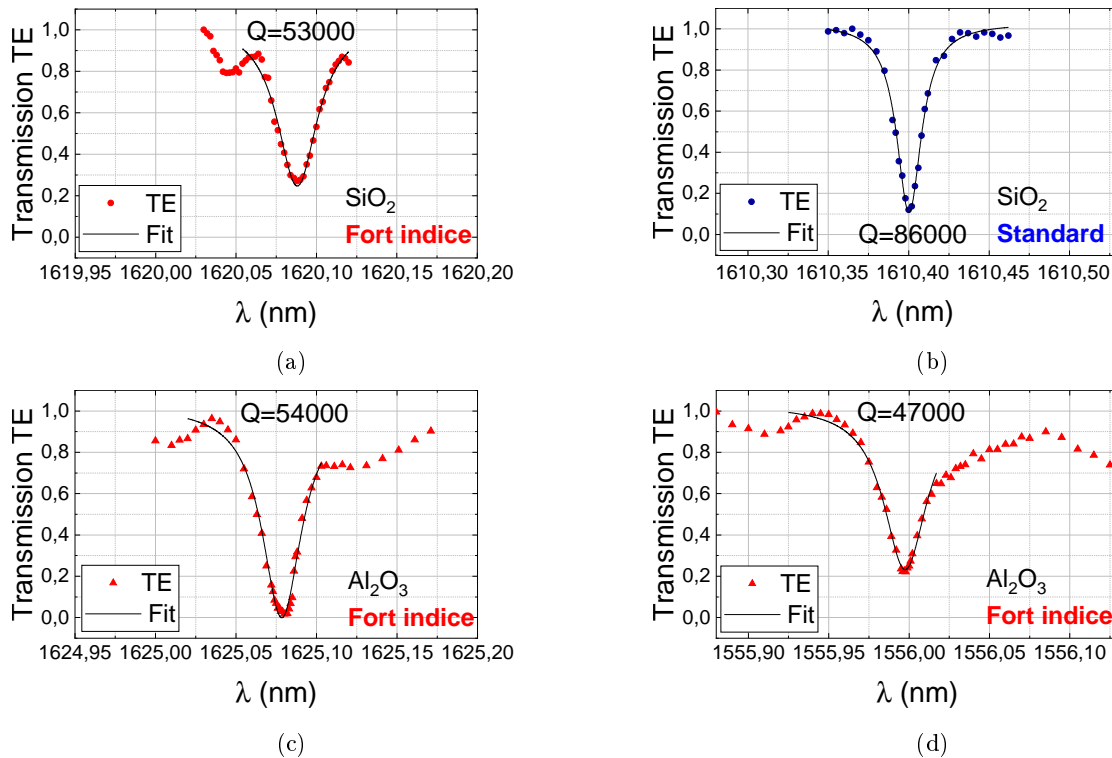 Transmission TE
1,0
0,8
0,6
0,4
0,2
0,0
Q=53000
TE
Fit
SiO₂
Fort indice
1619,95 1620,00 1620,05 1620,10 1620,15 1620,20
λ (nm)
(a)
Transmission TE
1,0
0,8
0,6
0,4
0,2
0,0
TE
Fit
Q=86000
SiO₂
Standard
1610,30 1610,35 1610,40 1610,45 1610,50
λ (nm)
(b)
Transmission TE
1,0
0,8
0,6
0,4
0,2
0,0
Q=54000
TE
Fit
Al₂O₃
Fort indice
1624,95 1625,00 1625,05 1625,10 1625,15 1625,20
λ (nm)
(c)
Transmission TE
1,0
0,8
0,6
0,4
0,2
0,0
Q=47000
TE
Fit
Al₂O₃
Fort indice
1555,90 1555,95 1556,00 1556,05 1556,10
λ (nm)
(d)